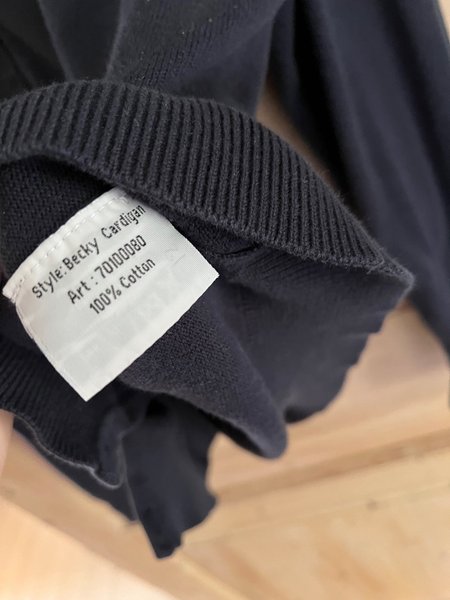 Style:Becky Cardigan
Art : 70100080
100% Cotton